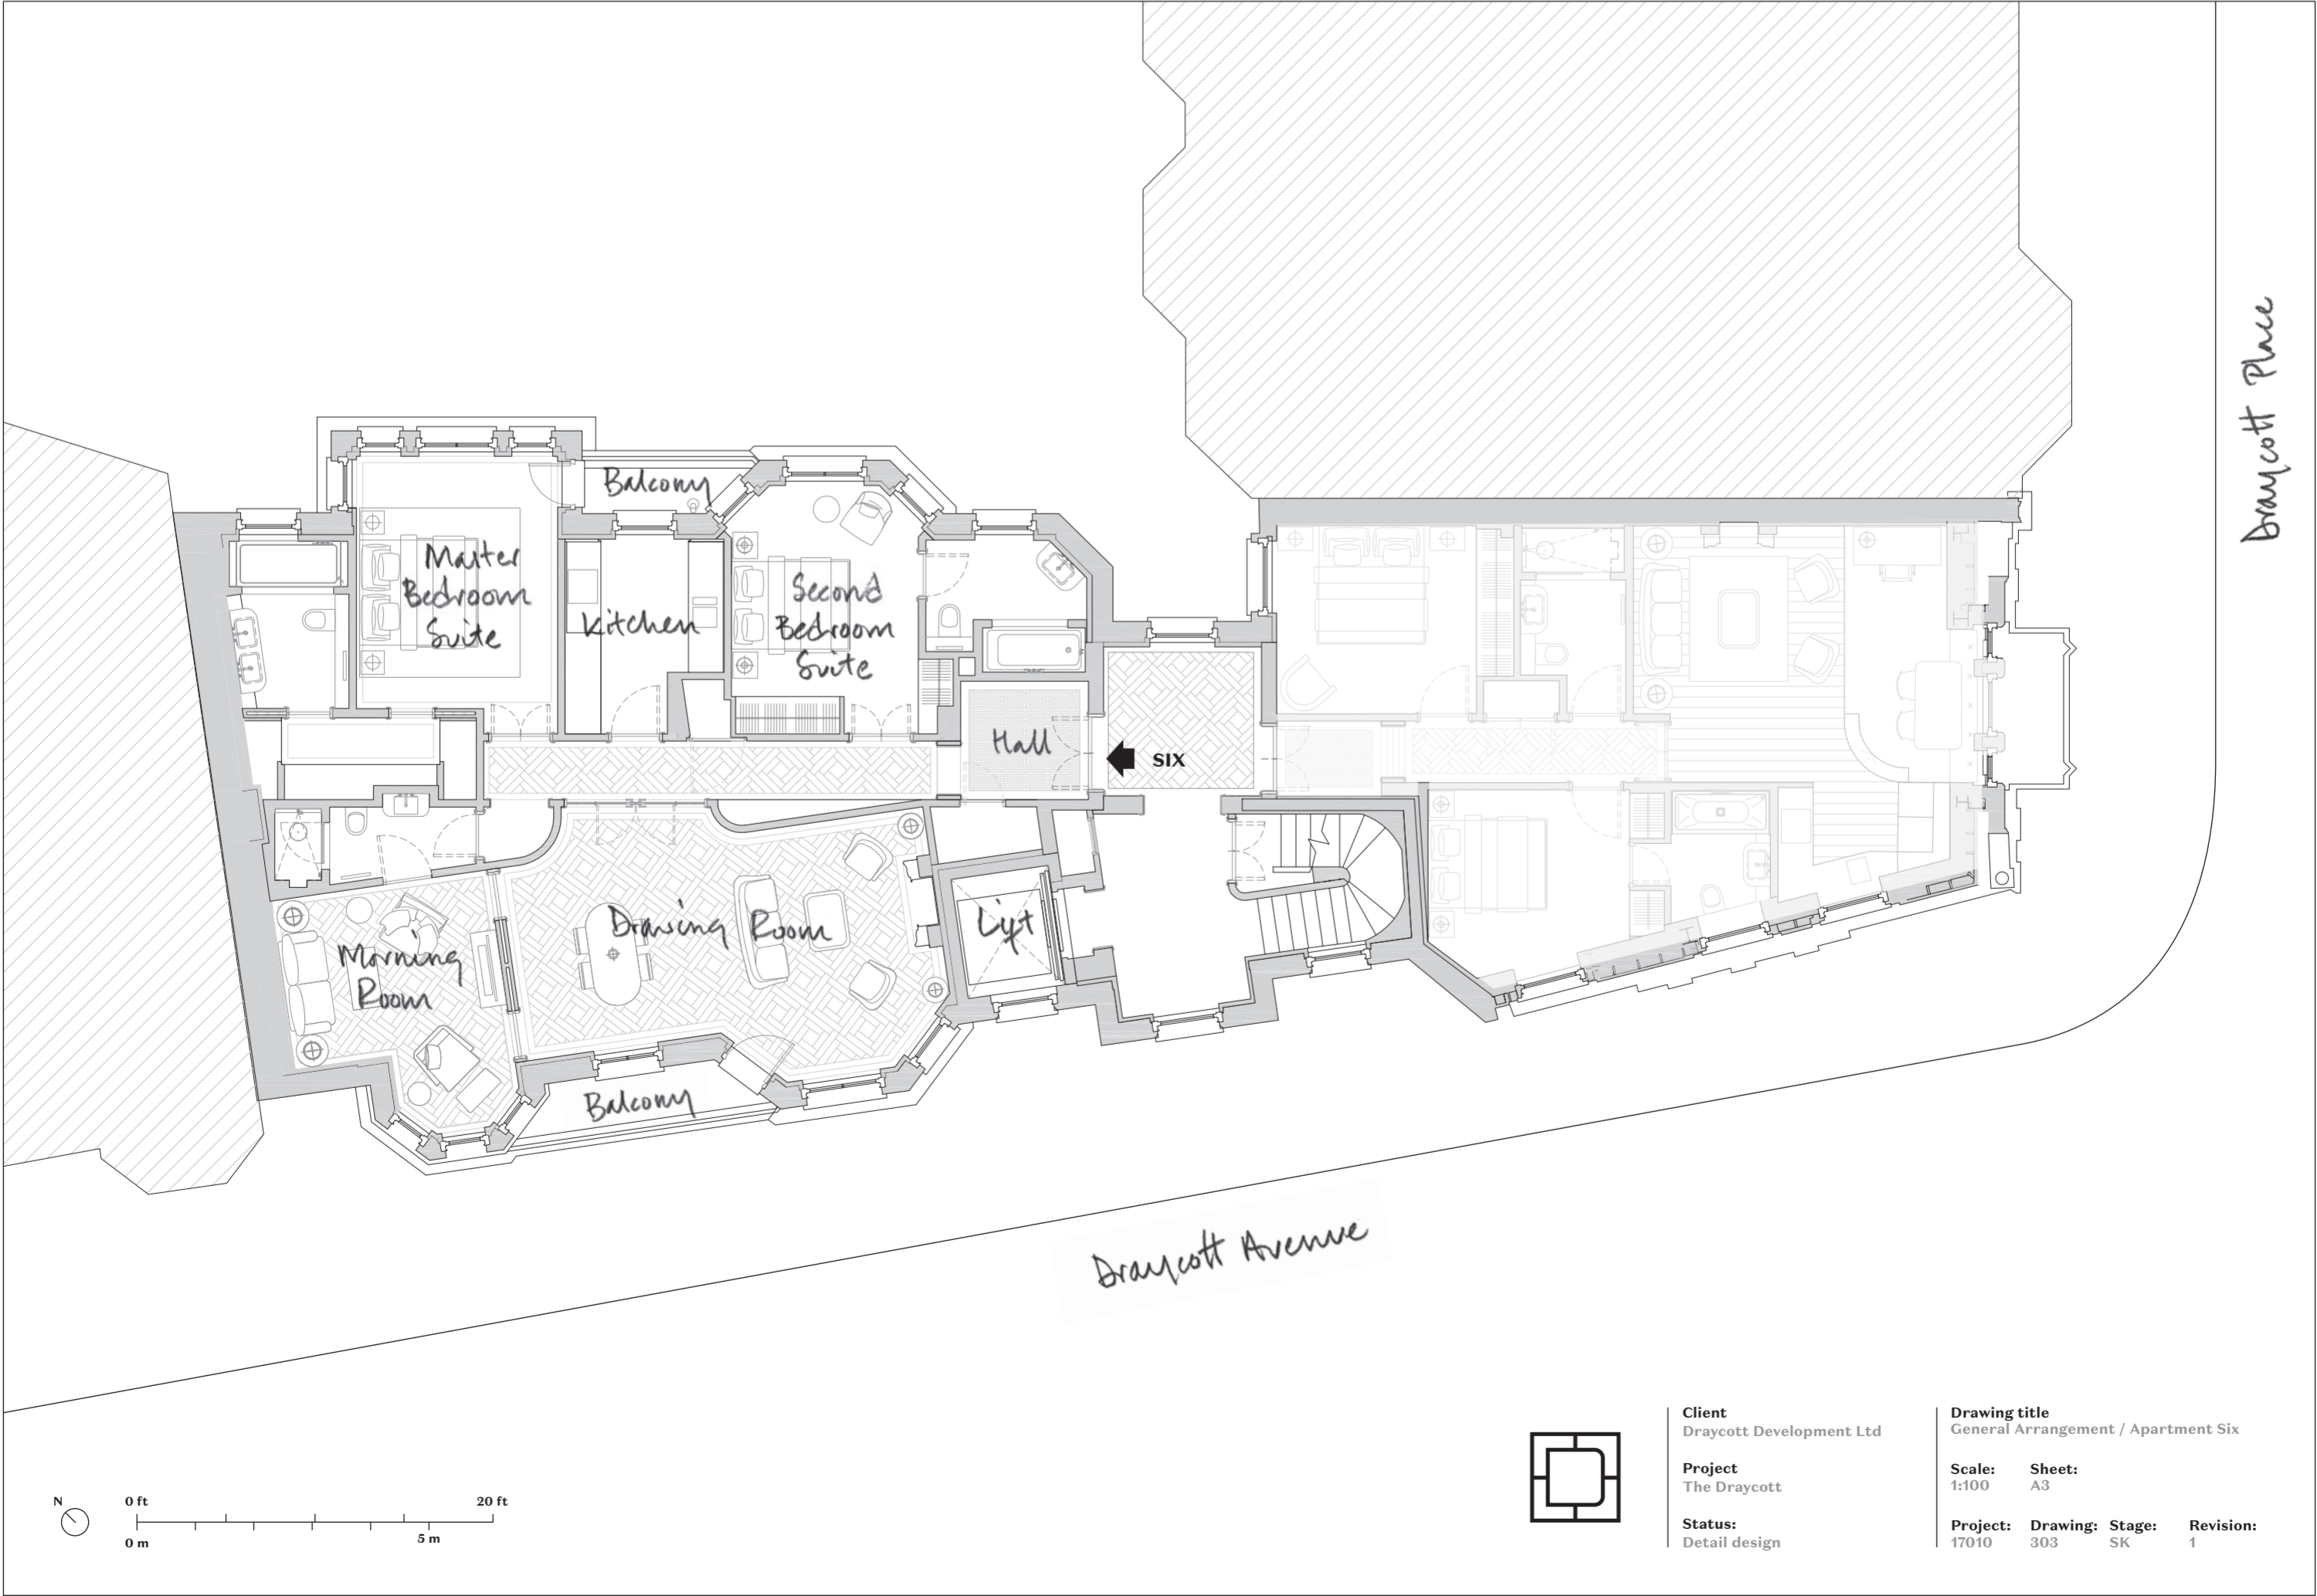 Draycott Place
Balcony
Master
Bedroom
Suite
Kitchen
Second
Bedroom
Suite
Hall
SIX
Drawing Room
Lift
Morning
Room
Balcony
Draycott Avenue
N
0 ft
20 ft
0 m
5 m
Client
Draycott Development Ltd
Project
The Draycott
Status:
Detail design
Drawing title
General Arrangement / Apartment Six
Scale: Sheet:
1:100 A3
Project: Drawing: Stage: Revision:
17010 303 SK 1